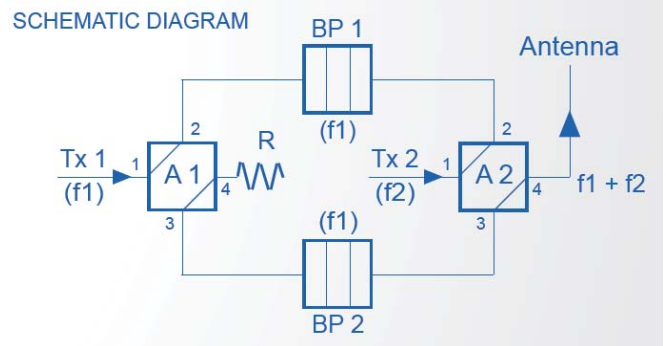 SCHEMATIC DIAGRAM
BP 1
(f1)
Antenna
Tx 1
(f1)
1
2
A 1
3
4
R
Tx 2
(f2)
1
2
A 2
3
4
f1 + f2
(f1)
BP 2